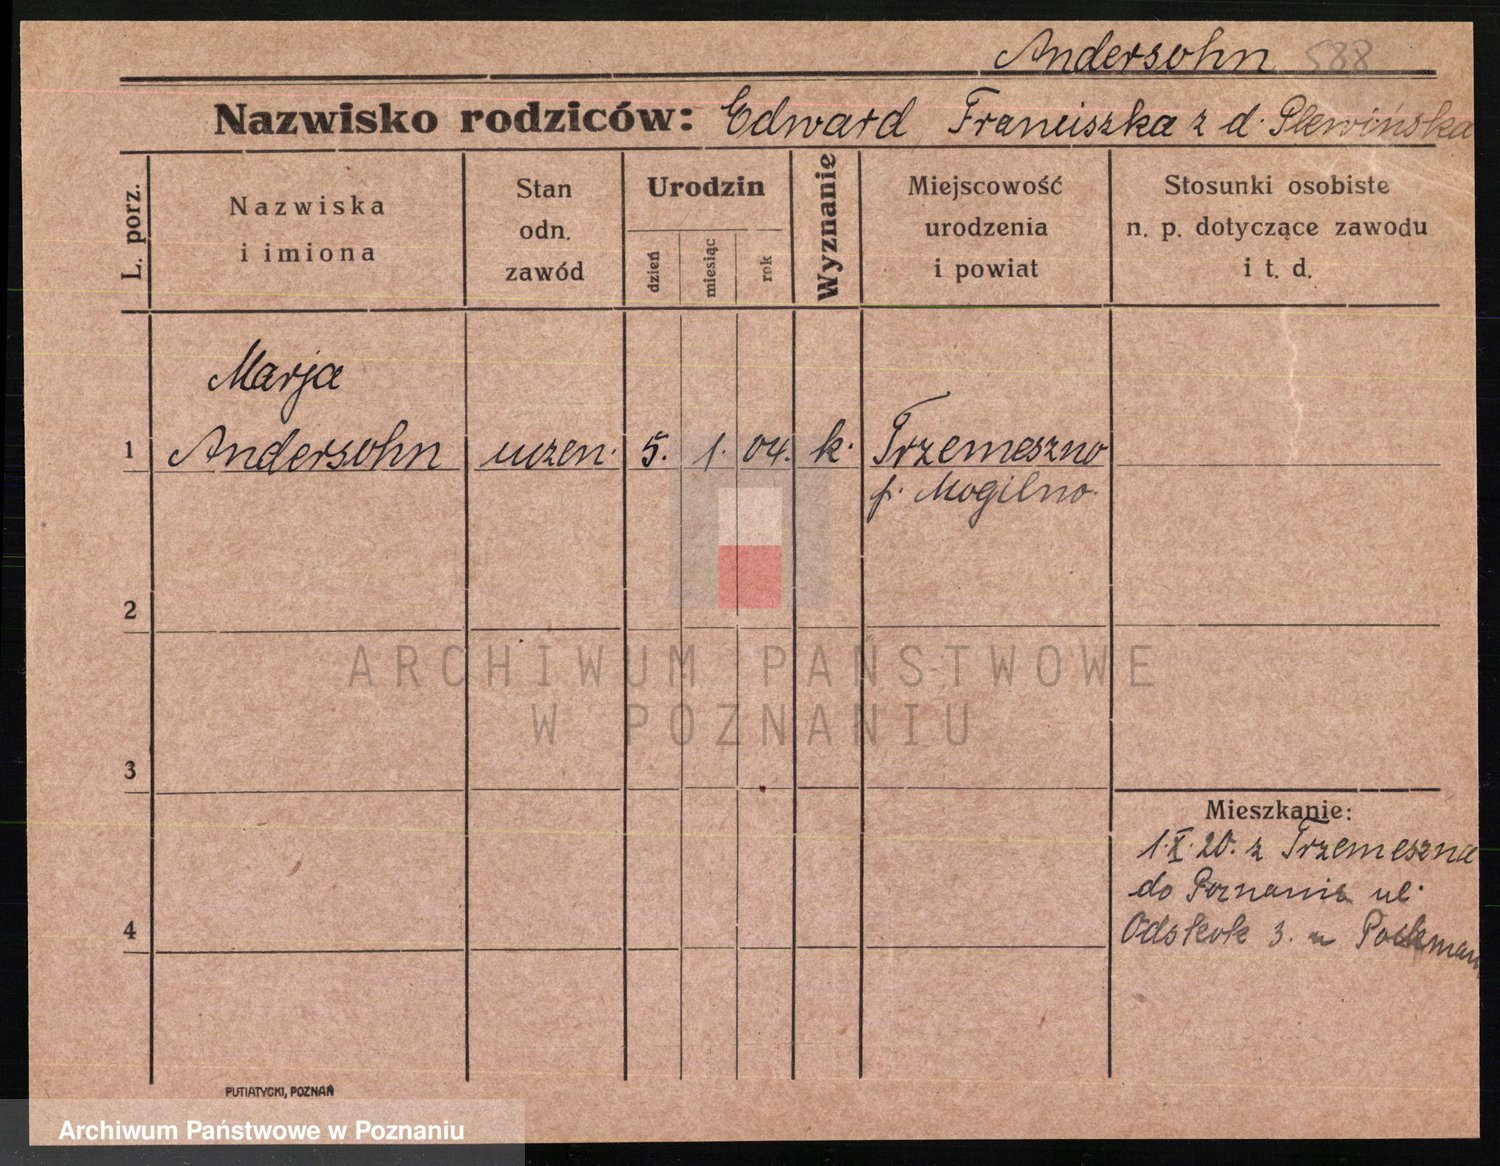 Andersohn 588
Nazwisko rodziców: Edward Franciszka z d. Plewińska
L. porz.
Nazwiska
i imiona
Stan
odn.
zawód
Urodzin
dzień
miesiąc
rok
Wyznanie
Miejscowość
urodzenia
i powiat
Stosunki osobiste
n. p. dotyczące zawodu
i t. d.
Marja
1 Andersohn uczen. 5. 1. 04. k. Trzemeszno
p. Mogilno.
2
ARCHIWUM PAŃSTWOWE
W POZNANIU
3
Mieszkanie:
1.X.20. z Trzemeszna
do Poznania ul.
4
3. u
PUTIATYCKI, POZNAŃ
Archiwum Państwowe w Poznaniu